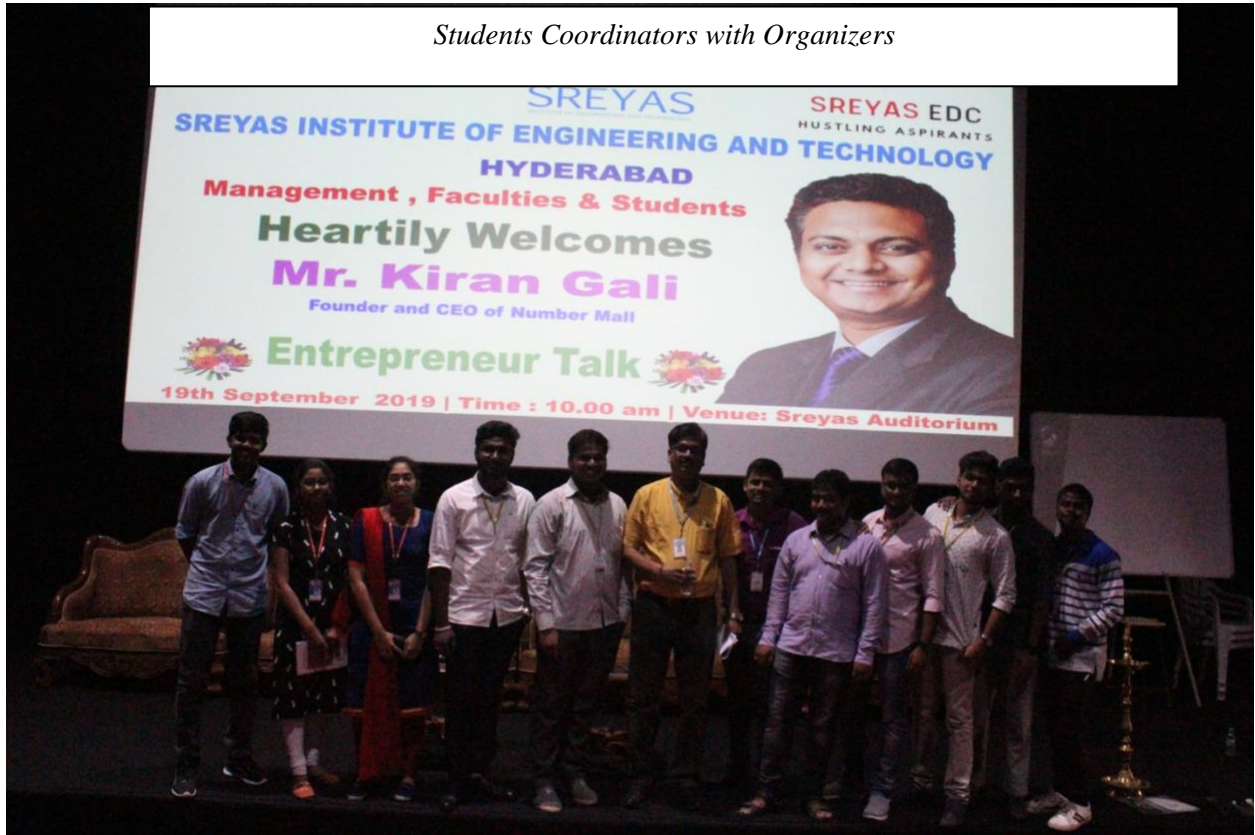 Students Coordinators with Organizers
SREYAS
SREYAS EDC
HUSTLING ASPIRANTS
SREYAS INSTITUTE OF ENGINEERING AND TECHNOLOGY
HYDERABAD
Management , Faculties & Students
Heartily Welcomes
Mr. Kiran Gali
Founder and CEO of Number Mall
Entrepreneur Talk
19th September 2019 | Time : 10.00 am | Venue: Sreyas Auditorium